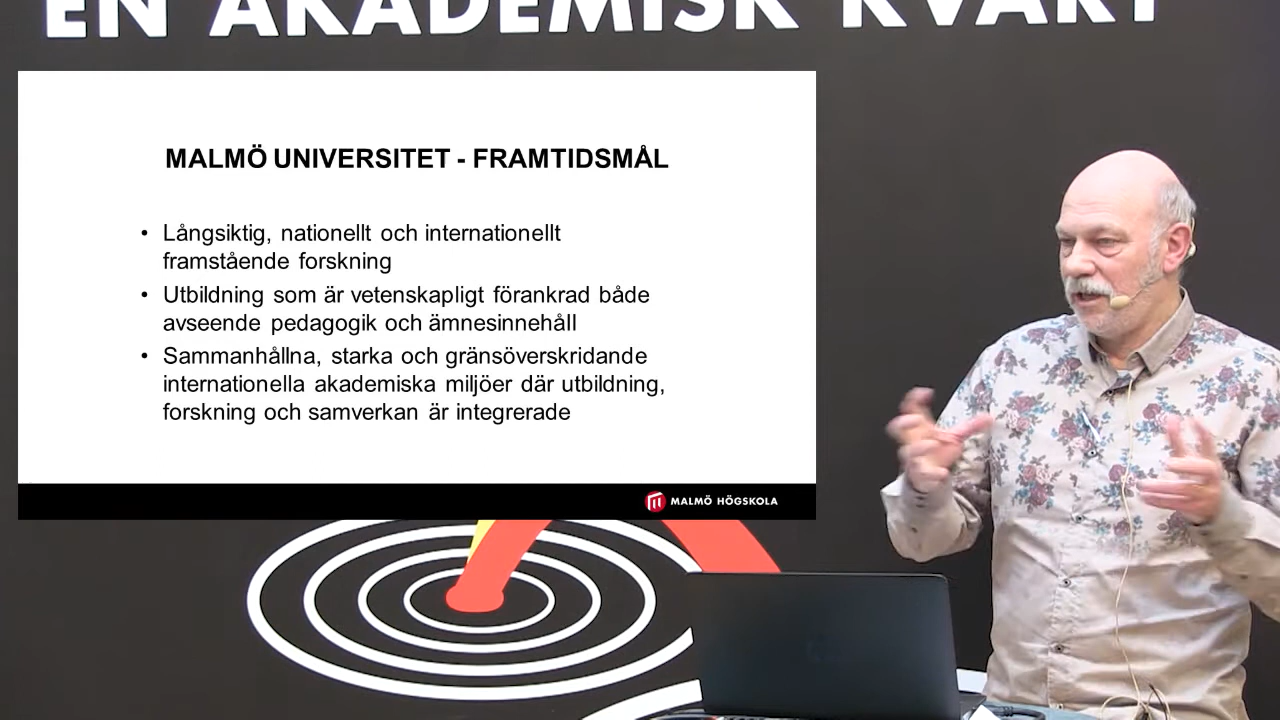 EN AKADEMISK KVART
MALMÖ UNIVERSITET - FRAMTIDSMÅL
• Långsiktig, nationellt och internationellt
framstående forskning
• Utbildning som är vetenskapligt förankrad både
avseende pedagogik och ämnesinnehåll
• Sammanhållna, starka och gränsöverskridande
internationella akademiska miljöer där utbildning,
forskning och samverkan är integrerade
MALMÖ HÖGSKOLA